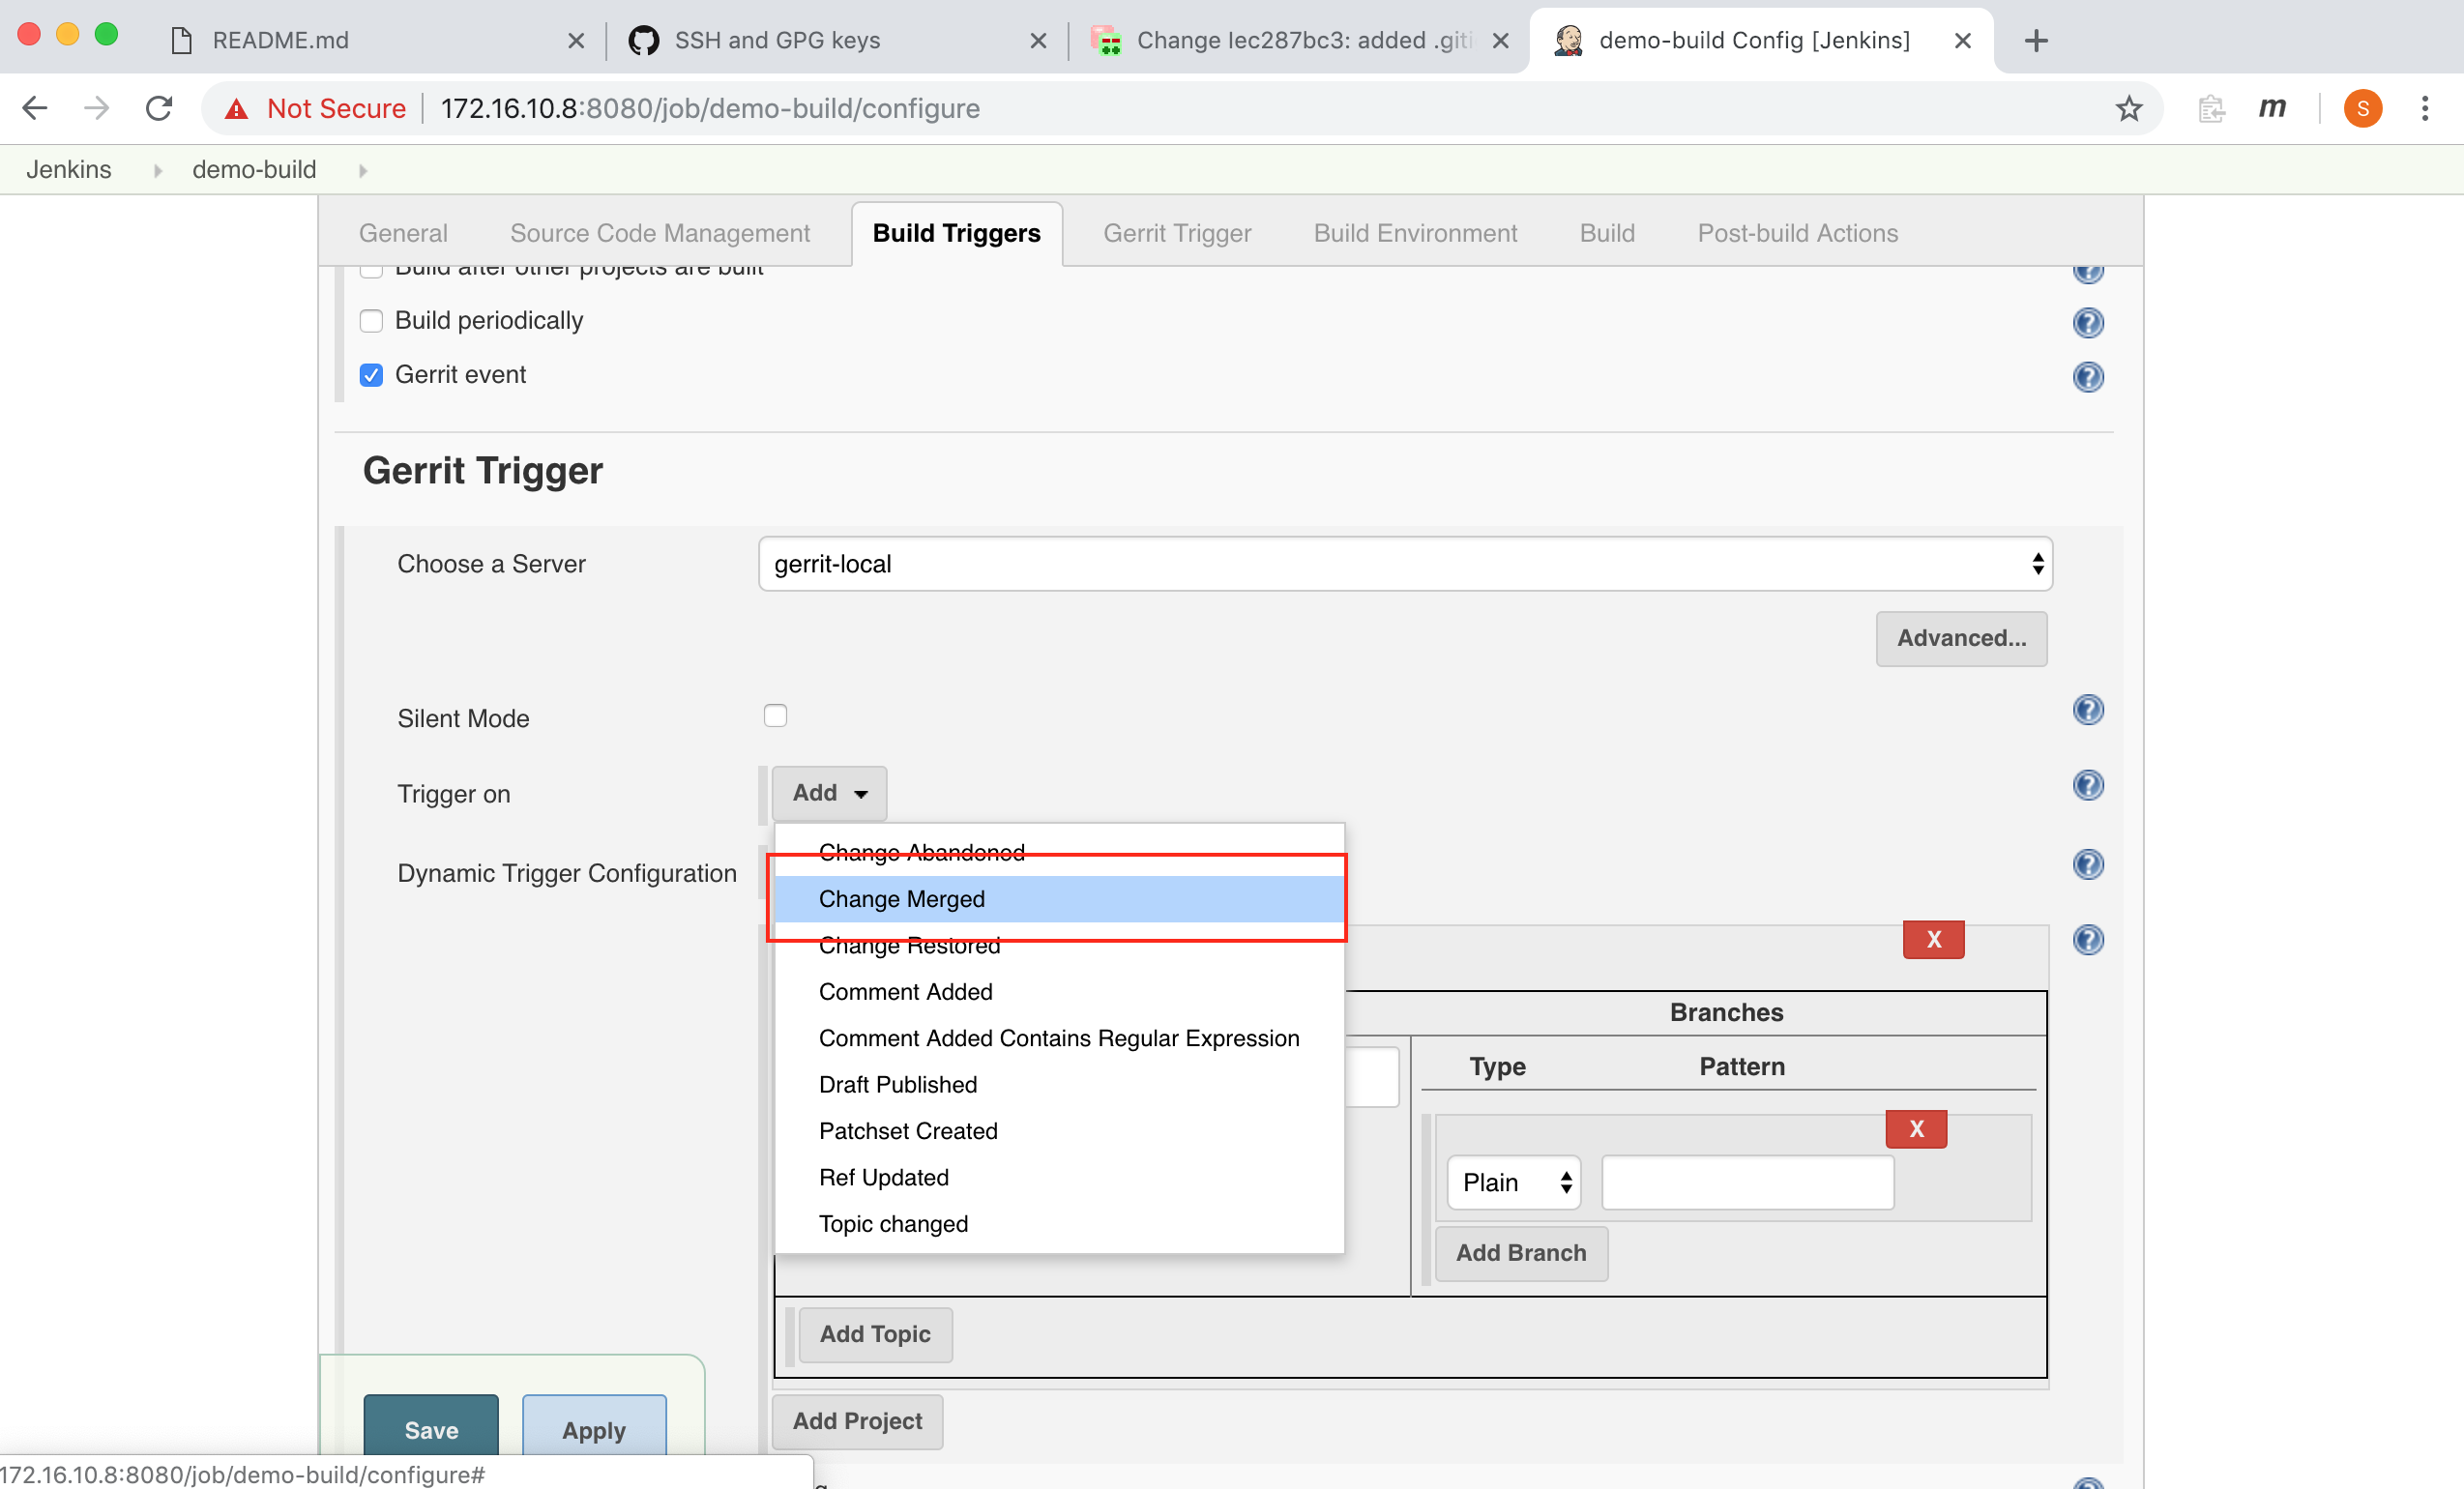 README.md
SSH and GPG keys
Change Iec287bc3: added .giti
demo-build Config [Jenkins]
Not Secure
172.16.10.8:8080/job/demo-build/configure
m
S
Jenkins
demo-build
General
Source Code Management
Build Triggers
Gerrit Trigger
Build Environment
Build
Post-build Actions
Build after other projects are built
?
Build periodically
?
Gerrit event
?
Gerrit Trigger
Choose a Server
gerrit-local
Advanced...
Silent Mode
?
Trigger on
Add
?
Change Abandoned
Dynamic Trigger Configuration
?
Change Merged
X
?
Change Restored
Comment Added
Branches
Comment Added Contains Regular Expression
Type
Pattern
Draft Published
Patchset Created
X
Ref Updated
Plain
Topic changed
Add Branch
Add Topic
Add Project
Save
Apply
172.16.10.8:8080/job/demo-build/configure#